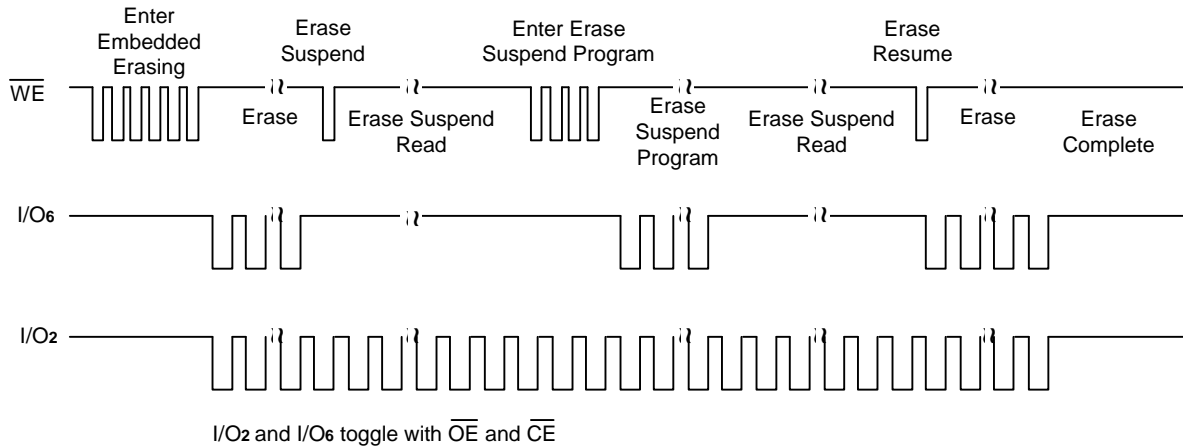 Enter
Embedded
Erasing
Erase
Suspend
Enter Erase
Suspend Program
Erase
Resume
WE
Erase
Erase Suspend
Read
Erase
Suspend
Program
Erase Suspend
Read
Erase
Erase
Complete
I/O6
I/O2
I/O2 and I/O6 toggle with OE and CE